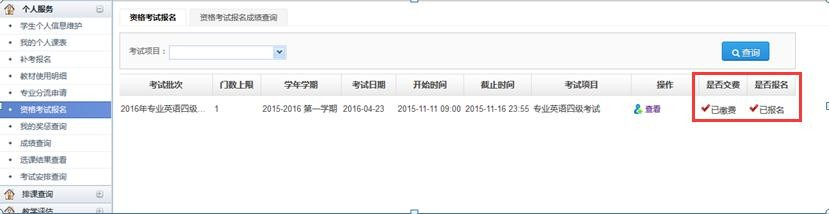 个人服务
学生个人信息维护
我的个人课表
补考报名
教材使用明细
专业分流申请
资格考试报名
我的奖惩查询
成绩查询
选课结果查看
考试安排查询
排课查询
教学评估
资格考试报名 资格考试报名成绩查询
考试项目： 查询
考试批次 门数上限 学年学期 考试日期 开始时间 截止时间 考试项目 操作 是否交费 是否报名
2016年专业英语四级... 1 2015-2016 第一学期 2016-04-23 2015-11-11 09:00 2015-11-16 23:55 专业英语四级考试 查看 已缴费 已报名